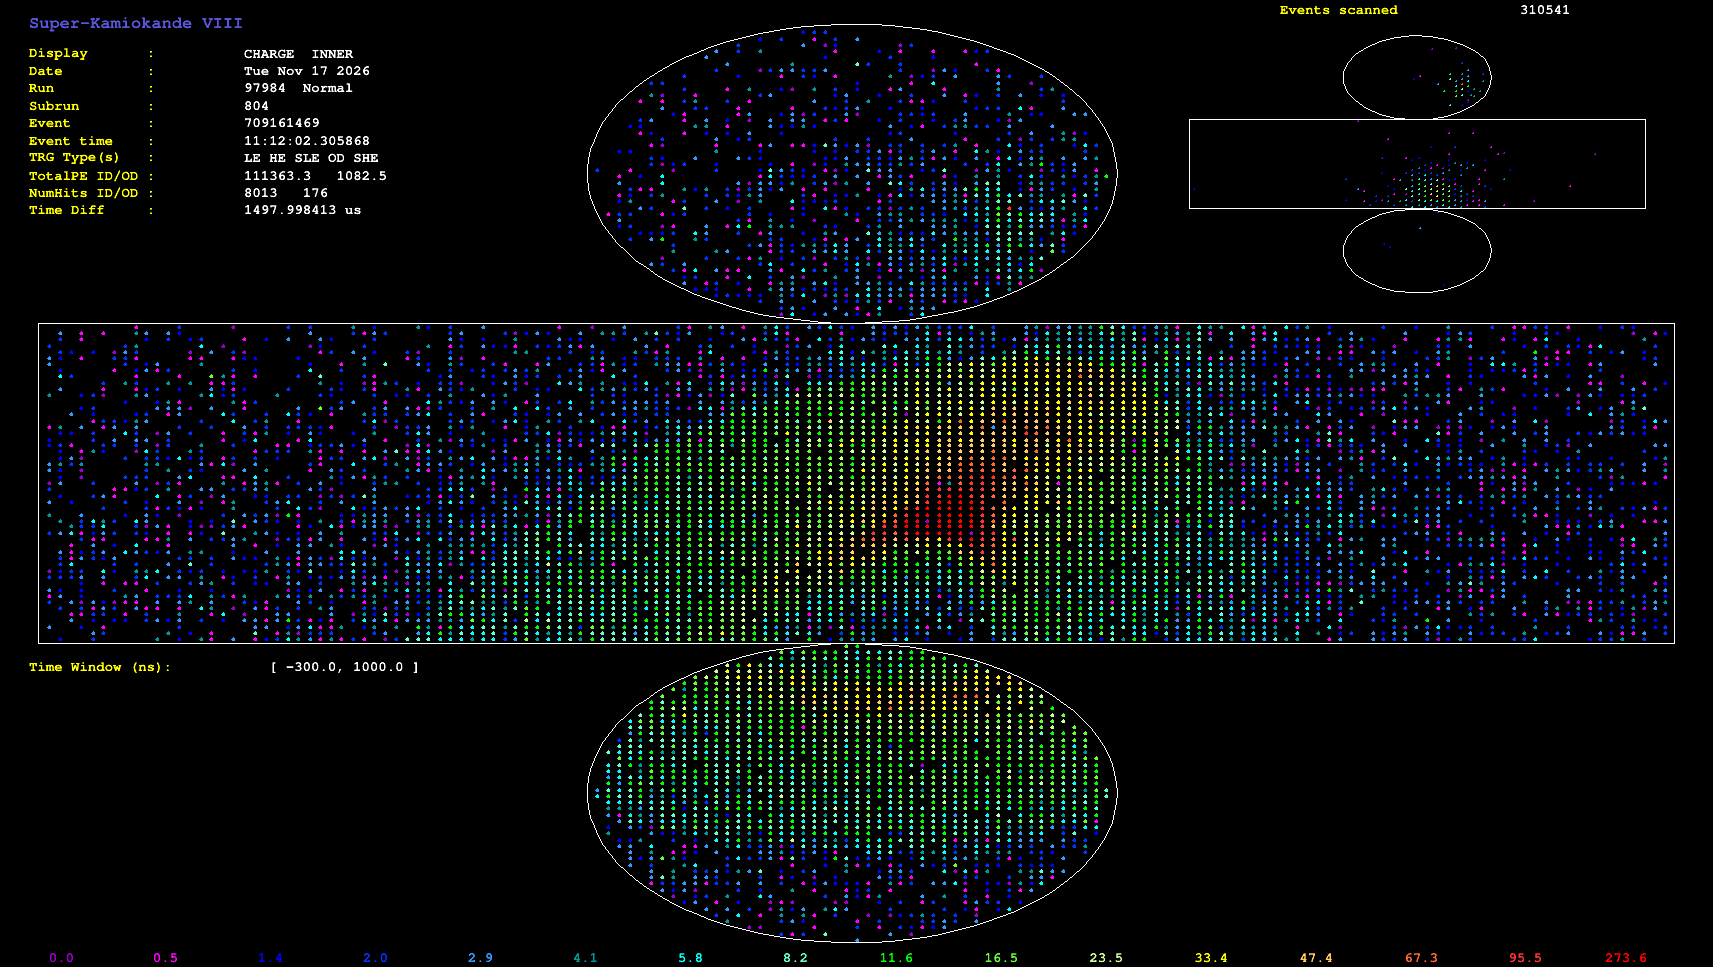 Super-Kamiokande VIII
Events scanned 310541
Display : CHARGE INNER
Date : Tue Nov 17 2026
Run : 97984 Normal
Subrun : 804
Event : 709161469
Event time : 11:12:02.305868
TRG Type(s) : LE HE SLE OD SHE
TotalPE ID/OD : 111363.3 1082.5
NumHits ID/OD : 8013 176
Time Diff : 1497.998413 us
Time Window (ns): [ -300.0, 1000.0 ]
0.0 0.5 1.4 2.0 2.9 4.1 5.8 8.2 11.6 16.5 23.5 33.4 47.4 67.3 95.5 273.6